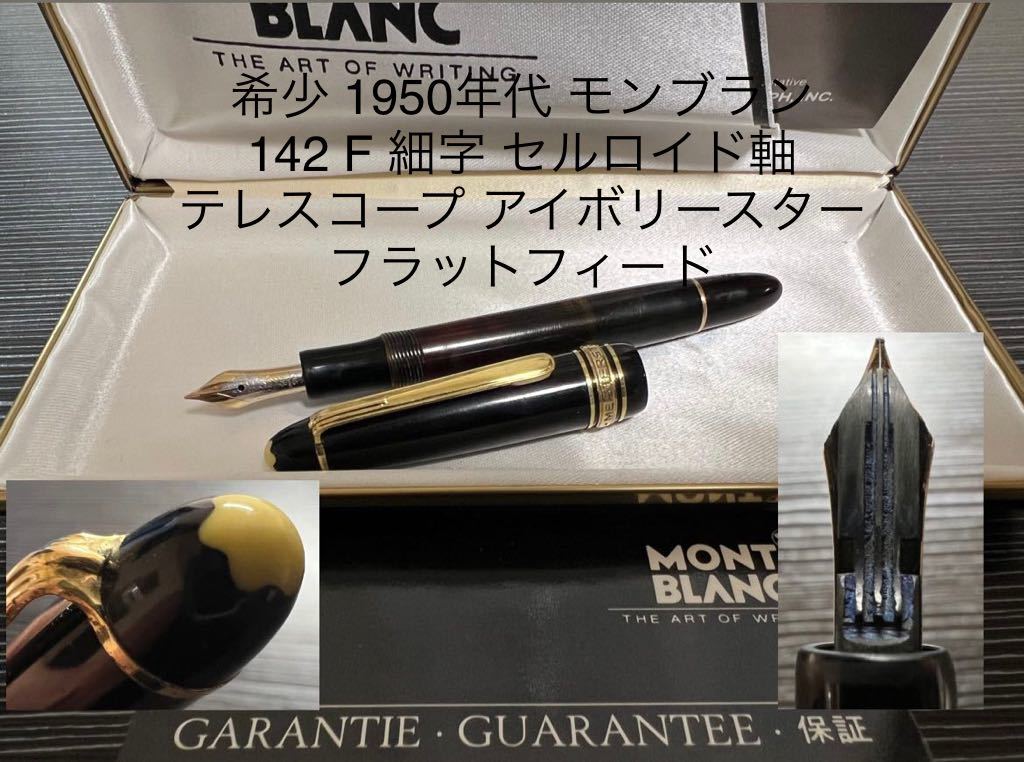 BLANC
THE ART OF WRITING
希少 1950年代 モンブラン
142 F 細字 セルロイド軸
テレスコープ アイボリースター
フラットフィード
MONT
BLANC
THE ART OF WR
GARANTIE · GUARANTEE · 保証